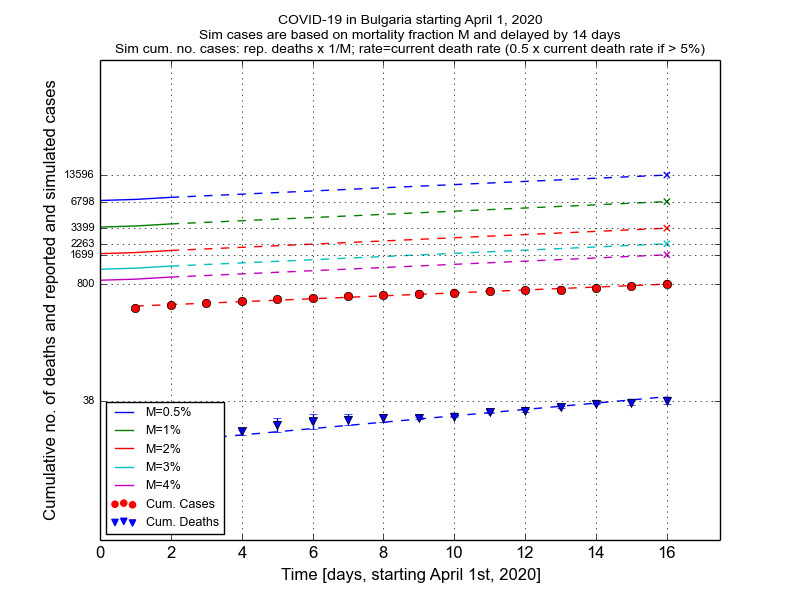 COVID-19 in Bulgaria starting April 1, 2020
Sim cases are based on mortality fraction M and delayed by 14 days
Sim cum. no. cases: rep. deaths x 1/M; rate=current death rate (0.5 x current death rate if > 5%)
Cumulative no. of deaths and reported and simulated cases
13596
6798
3399
2263
1699
800
38
M=0.5%
M=1%
M=2%
M=3%
M=4%
Cum. Cases
Cum. Deaths
0 2 4 6 8 10 12 14 16
Time [days, starting April 1st, 2020]